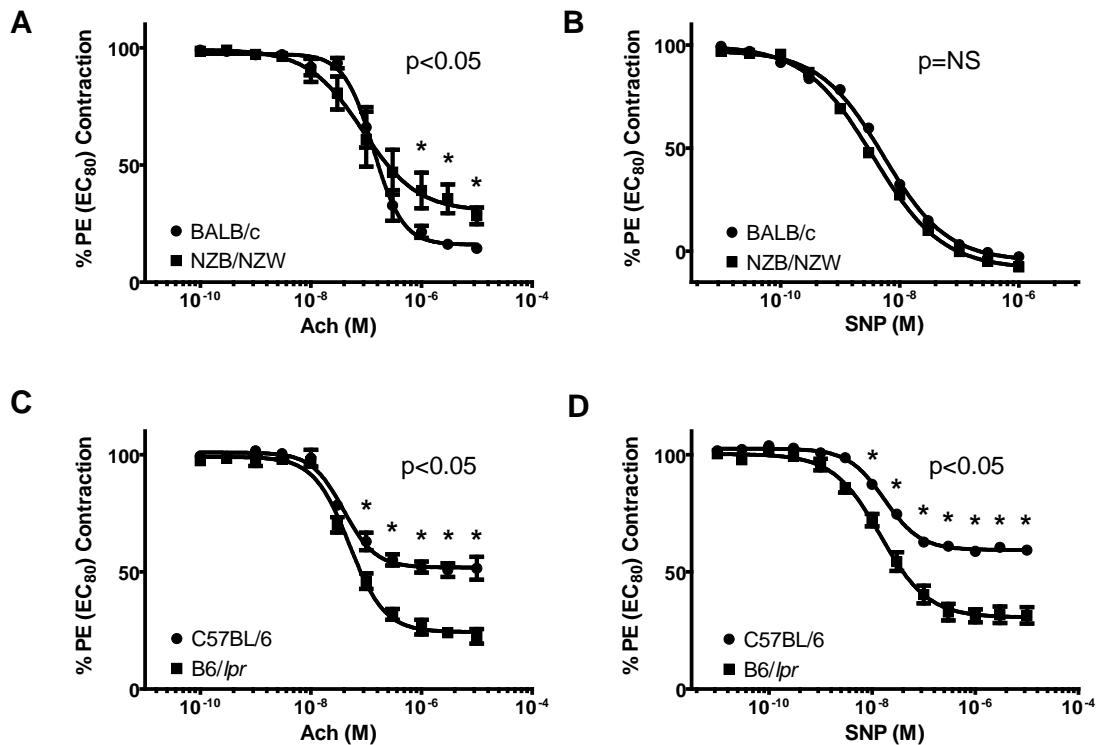 A
% PE (EC80) Contraction
100
50
0
p<0.05
* * *
BALB/c
NZB/NZW
10-10 10-8 10-6 10-4
Ach (M)
B
% PE (EC80) Contraction
100
50
0
p=NS
BALB/c
NZB/NZW
10-10 10-8 10-6
SNP (M)
C
% PE (EC80) Contraction
100
50
0
p<0.05
* * * * *
C57BL/6
B6/lpr
10-10 10-8 10-6 10-4
Ach (M)
D
% PE (EC80) Contraction
100
50
0
p<0.05
* * * * * * *
C57BL/6
B6/lpr
10-10 10-8 10-6 10-4
SNP (M)